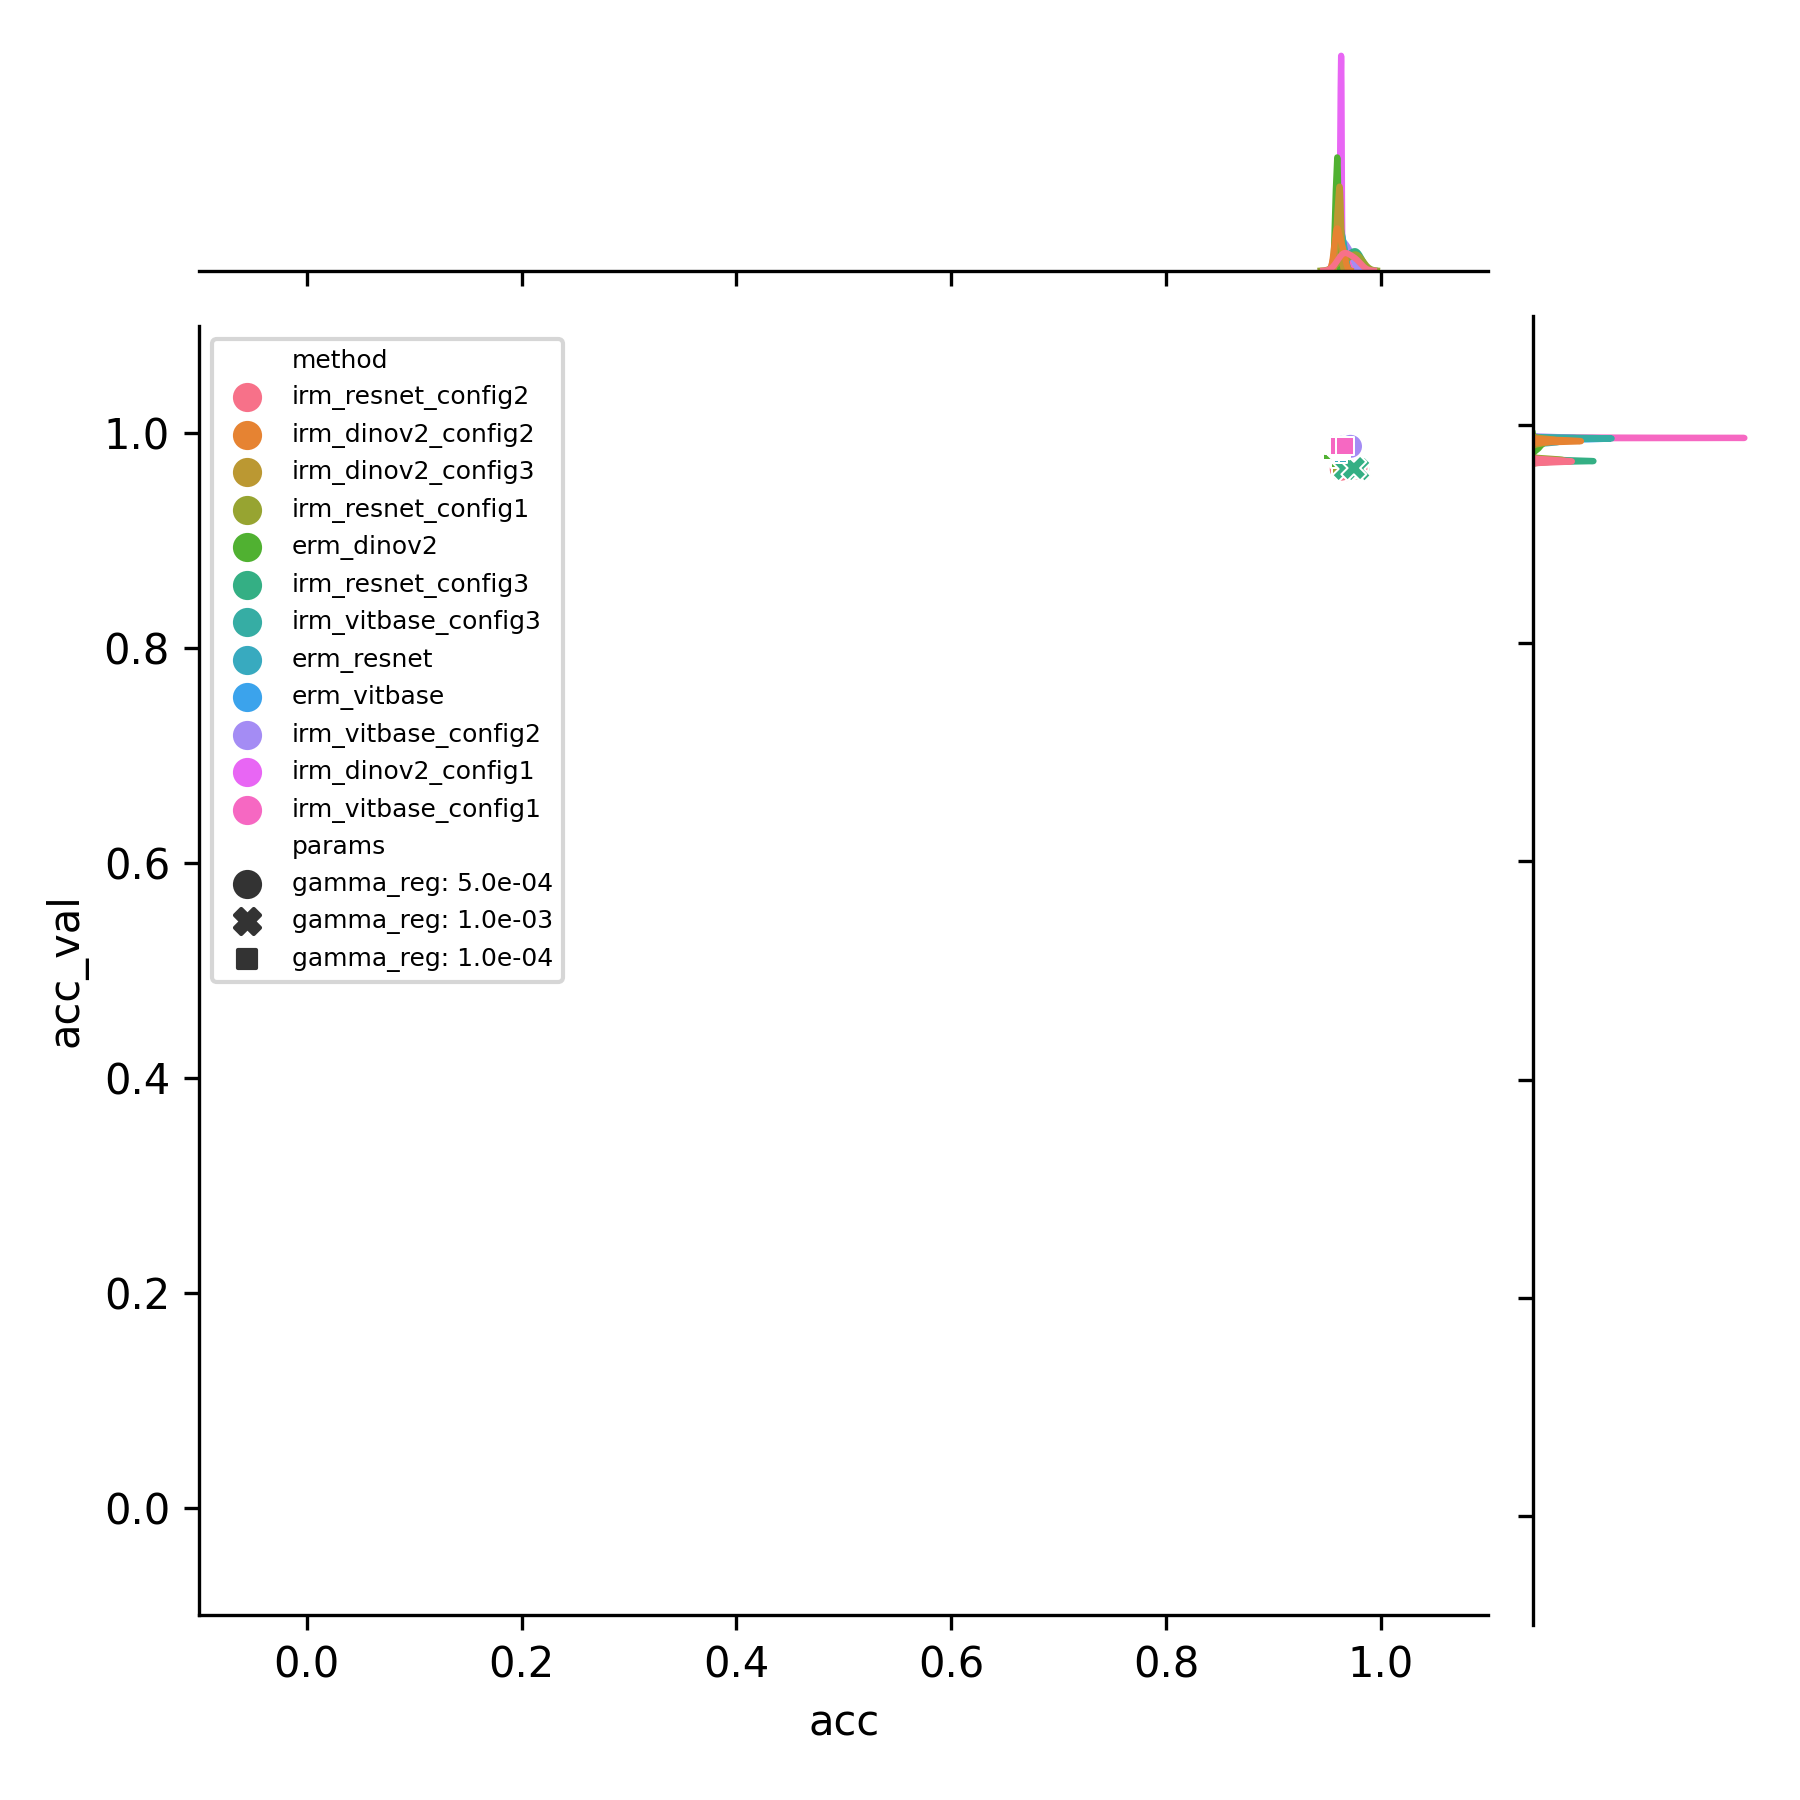 method
irm_resnet_config2
irm_dinov2_config2
irm_dinov2_config3
irm_resnet_config1
erm_dinov2
irm_resnet_config3
irm_vitbase_config3
erm_resnet
erm_vitbase
irm_vitbase_config2
irm_dinov2_config1
irm_vitbase_config1
params
gamma_reg: 5.0e-04
gamma_reg: 1.0e-03
gamma_reg: 1.0e-04
1.0
0.8
0.6
0.4
0.2
0.0
acc_val
0.0 0.2 0.4 0.6 0.8 1.0
acc